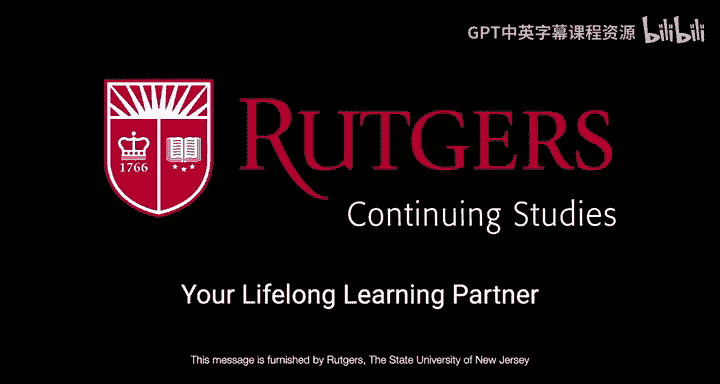 GPT中英字幕课程资源 bilibili
1766
RUTGERS
Continuing Studies
Your Lifelong Learning Partner
This message is furnished by Rutgers, The State University of New Jersey